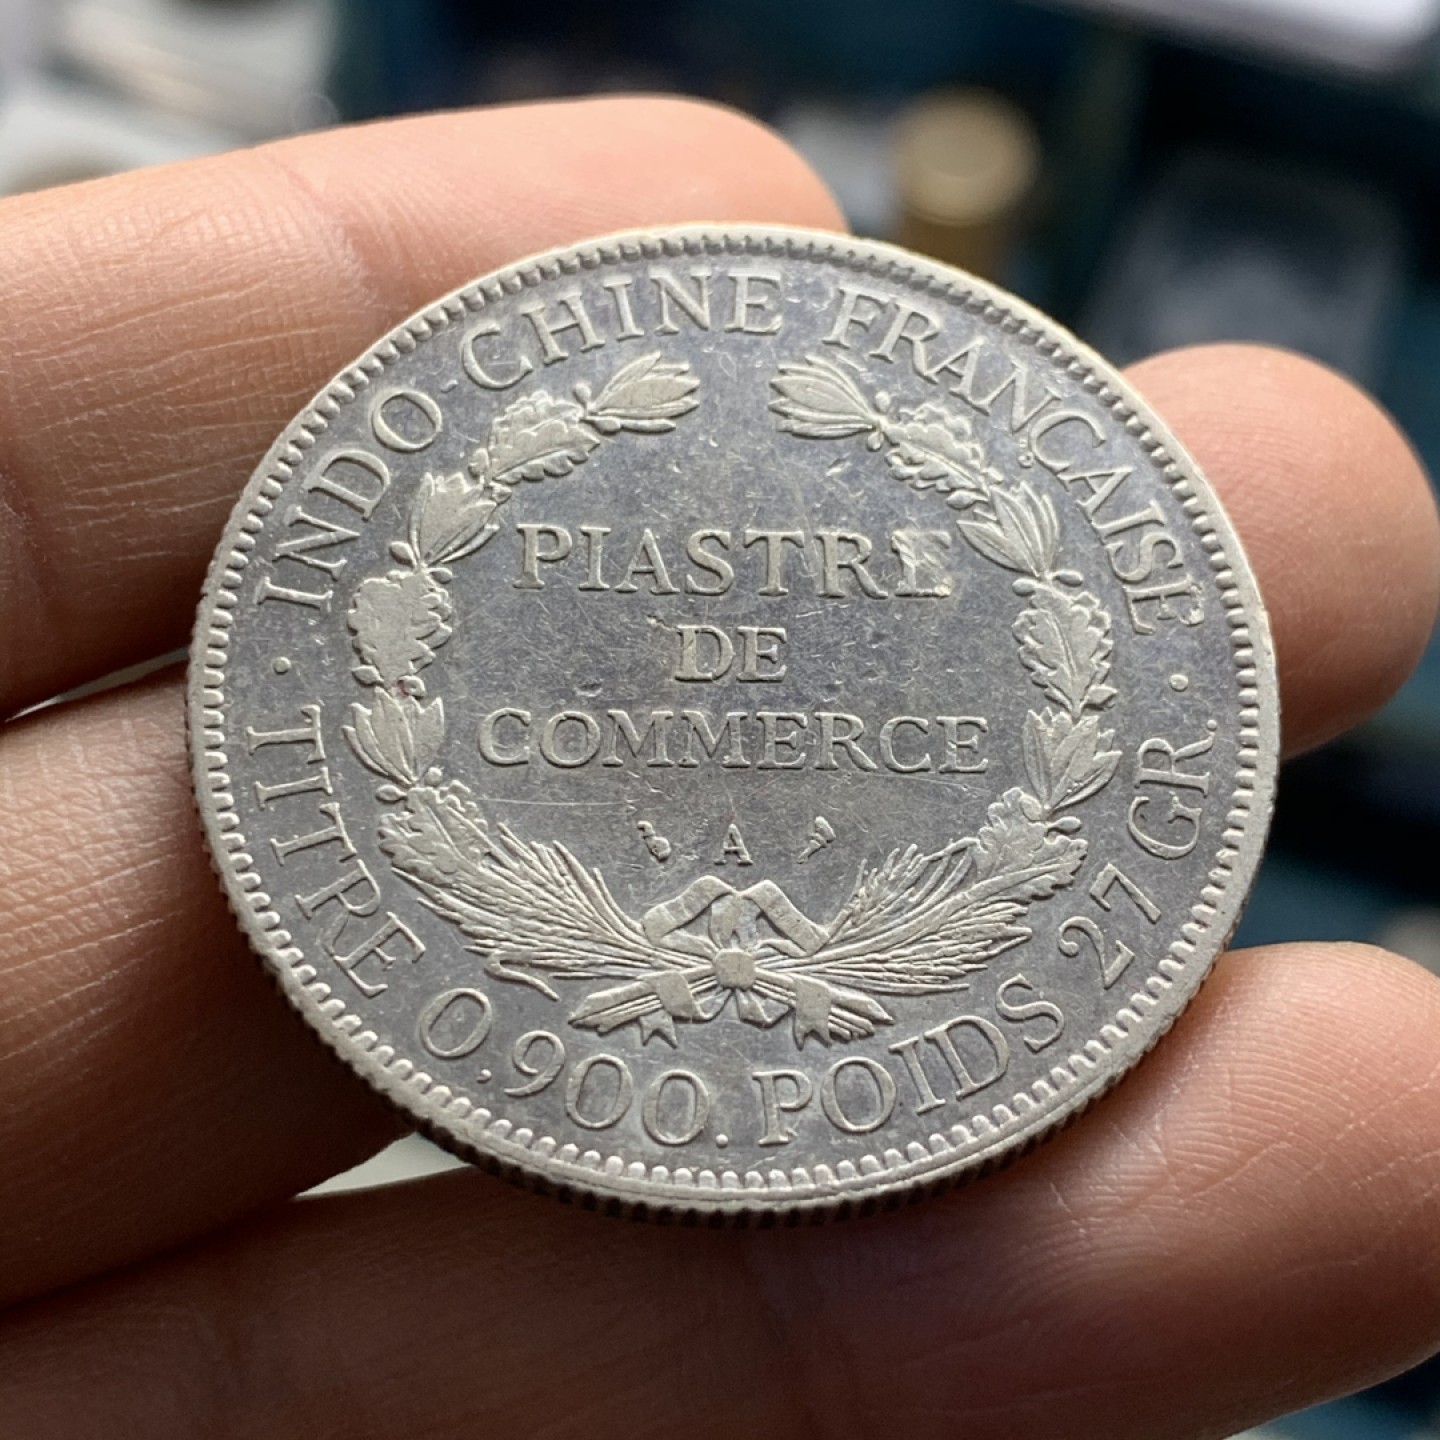 INDO-CHINE FRANÇAISE
PIASTRE
DE
COMMERCE
A
· TITRE 0,900. POIDS 27 GR. ·